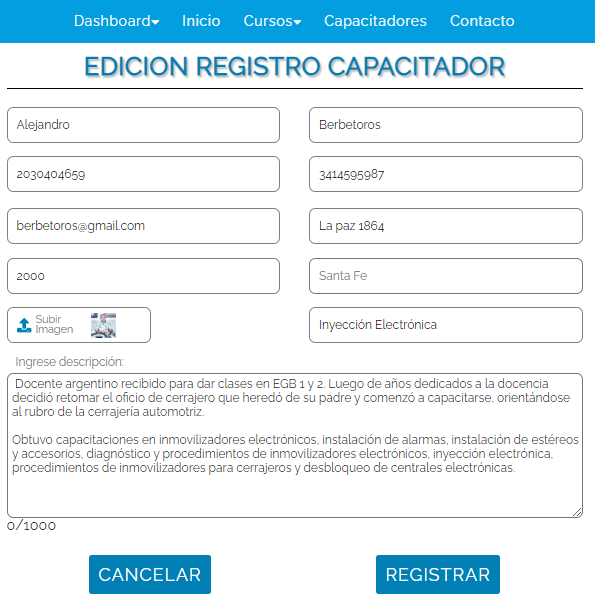 Dashboard Inicio Cursos Capacitadores Contacto
EDICION REGISTRO CAPACITADOR
Alejandro Berbetoros
2030404659 3414595987
berbetoros@gmail.com La paz 1864
2000 Santa Fe
Subir
Imagen
Inyección Electrónica
Ingrese descripción:
Docente argentino recibido para dar clases en EGB 1 y 2. Luego de años dedicados a la docencia
decidió retomar el oficio de cerrajero que heredó de su padre y comenzó a capacitarse, orientándose
al rubro de la cerrajería automotriz.
Obtuvo capacitaciones en inmovilizadores electrónicos, instalación de alarmas, instalación de estéreos
y accesorios, diagnóstico y procedimientos de inmovilizadores electrónicos, inyección electrónica,
procedimientos de inmovilizadores para cerrajeros y desbloqueo de centrales electrónicas.
0/1000
CANCELAR REGISTRAR